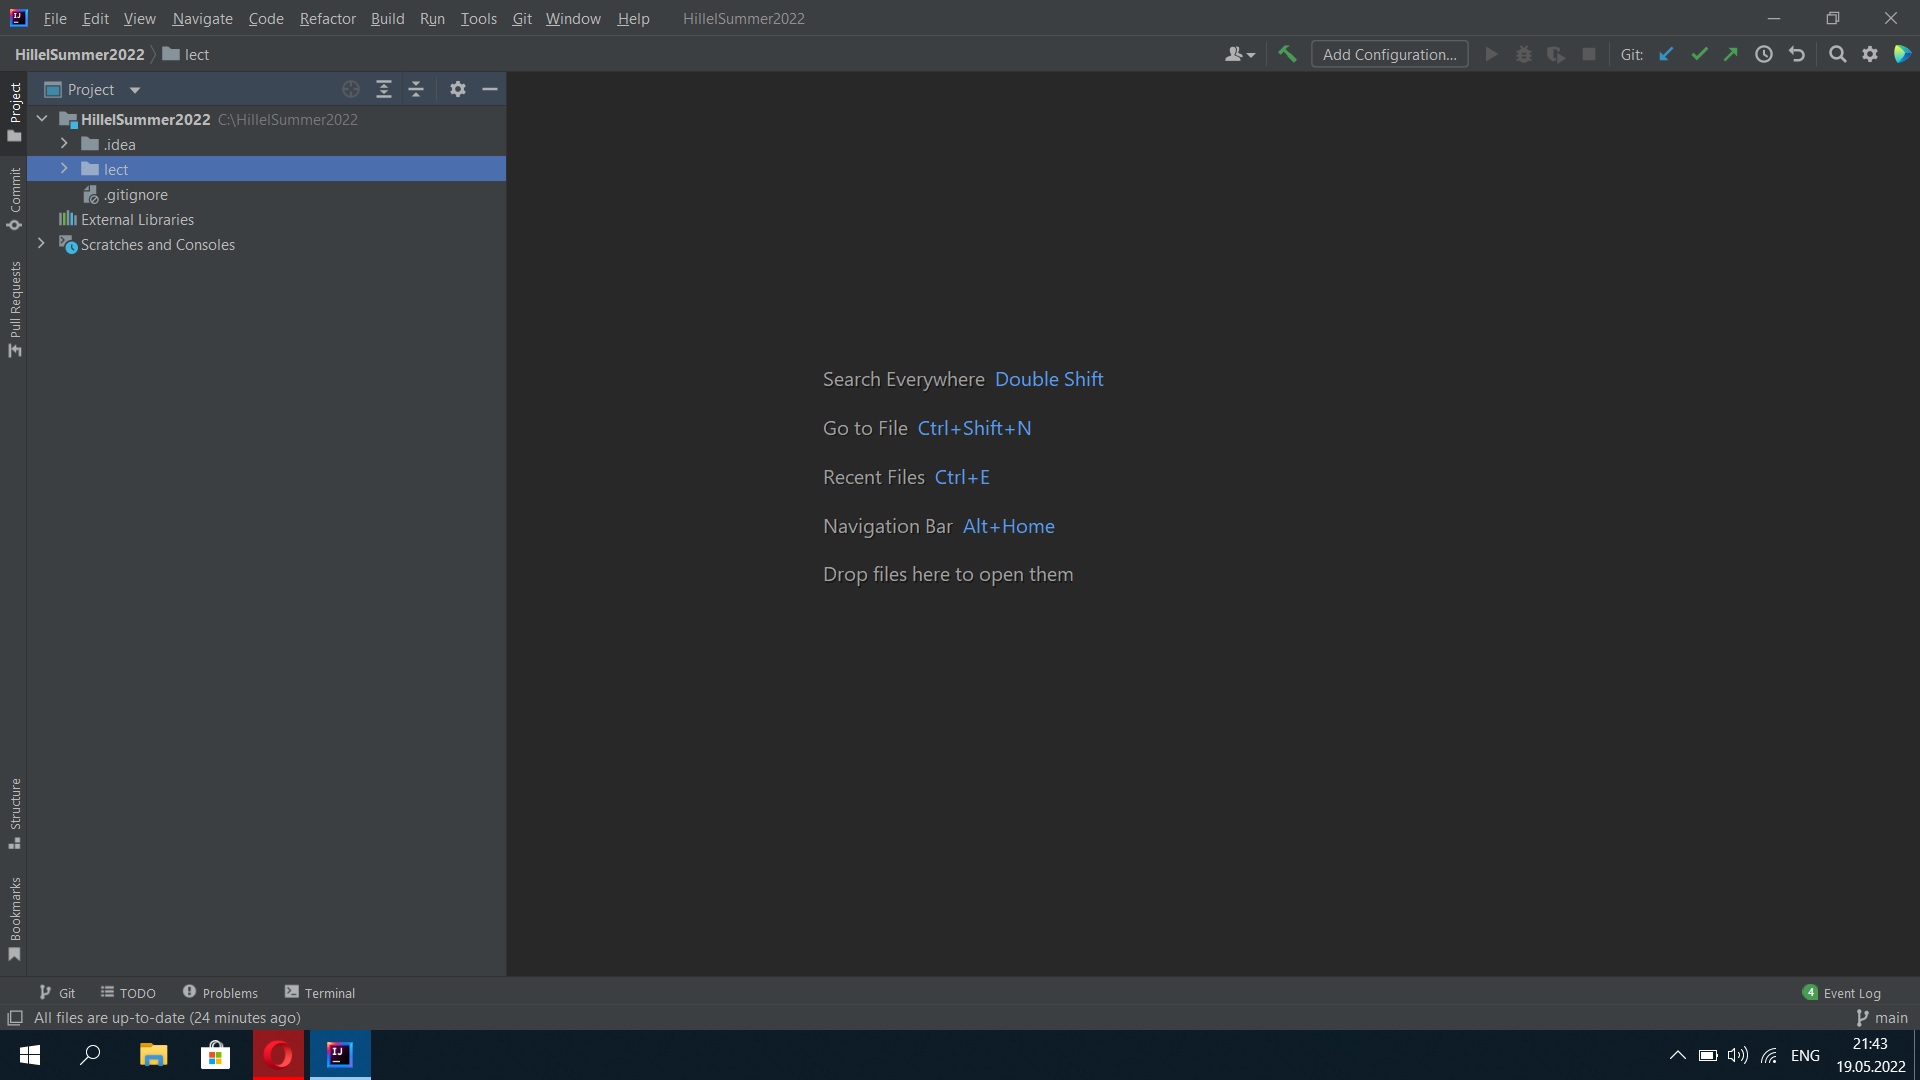 File Edit View Navigate Code Refactor Build Run Tools Git Window Help HillelSummer2022
HillelSummer2022 lect Add Configuration... Git:
Project
HillelSummer2022 C:\HillelSummer2022
.idea
lect
.gitignore
External Libraries
Scratches and Consoles
Project
Commit
Pull Requests
Structure
Bookmarks
Search Everywhere Double Shift
Go to File Ctrl+Shift+N
Recent Files Ctrl+E
Navigation Bar Alt+Home
Drop files here to open them
Git TODO Problems Terminal 4 Event Log
All files are up-to-date (24 minutes ago) main
IJ ENG 21:43
19.05.2022